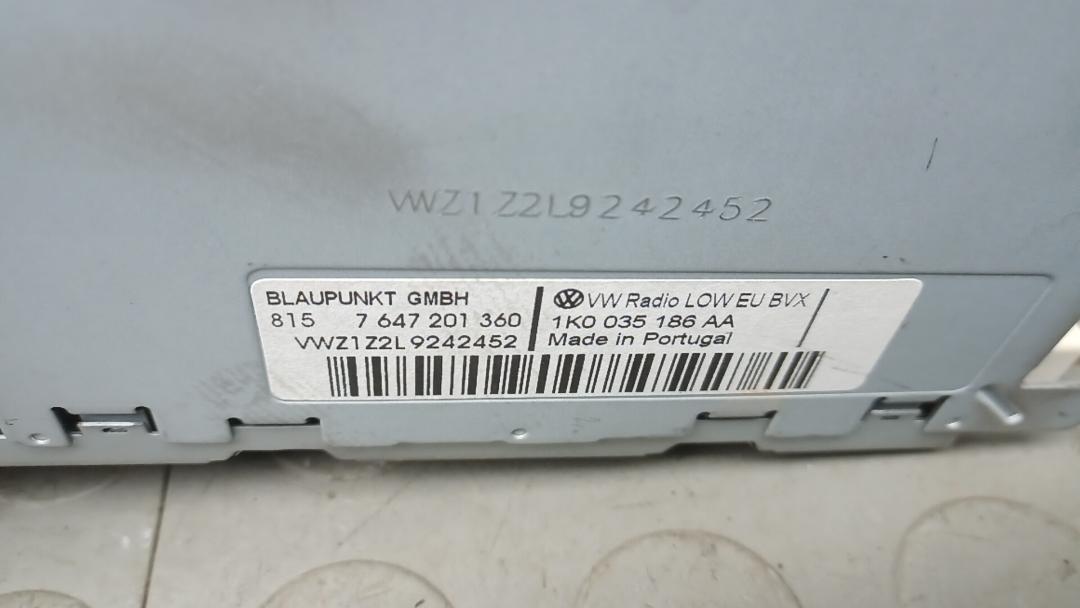 VWZ1Z2L9242452
BLAUPUNKT GMBH
815 7 647 201 360
VWZ1Z2L9242452
VW Radio LOW EU BVX
1K0 035 186 AA
Made in Portugal